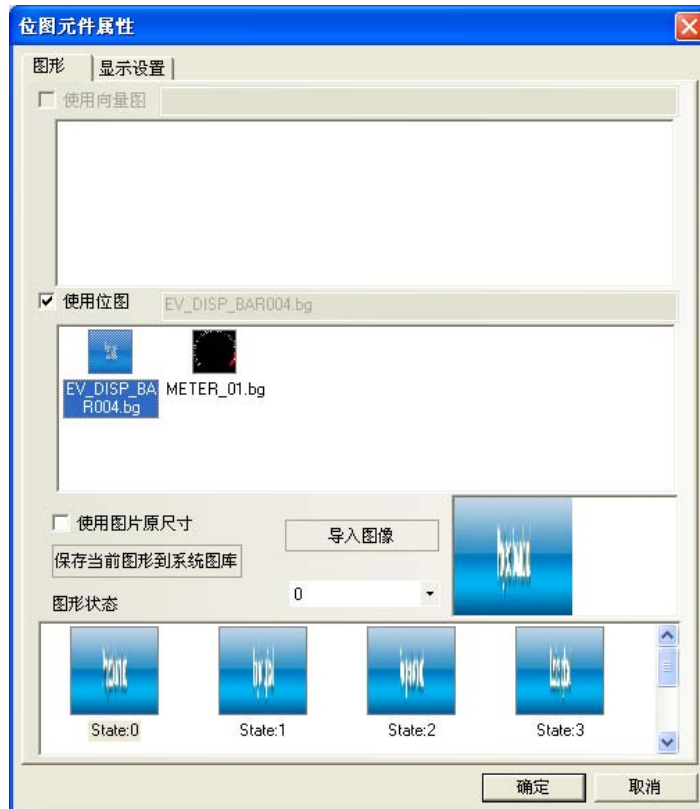 位图元件属性
图形 显示设置
使用向量图
使用位图 EV_DISP_BAR004.bg
EV_DISP_BA METER_01.bg
R004.bg
使用图片原尺寸
导入图像
保存当前图形到系统图库
0
图形状态
State:0 State:1 State:2 State:3
确定 取消